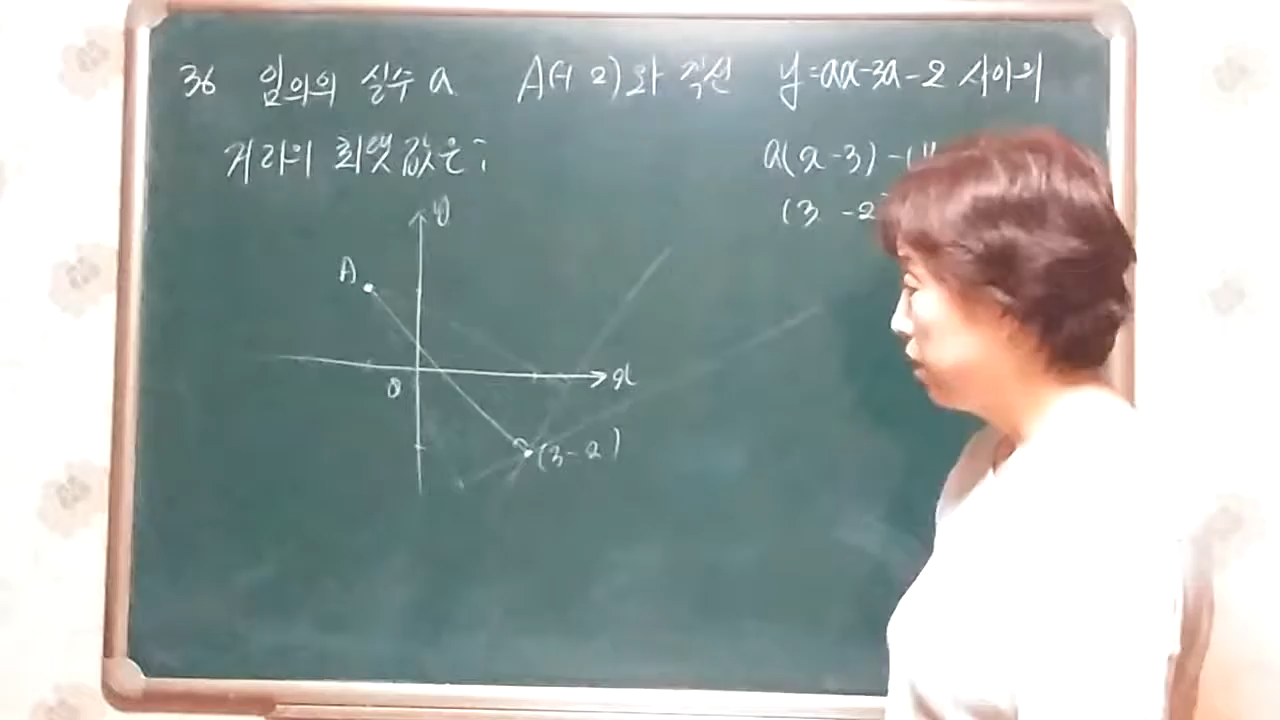 36 임의의 실수 a A(-1 2)와 직선 y=ax-3a-2 사이의
거리의 최댓값은?
a(x-3)-(y
(3 -2
y
A
0
x
(3-2)